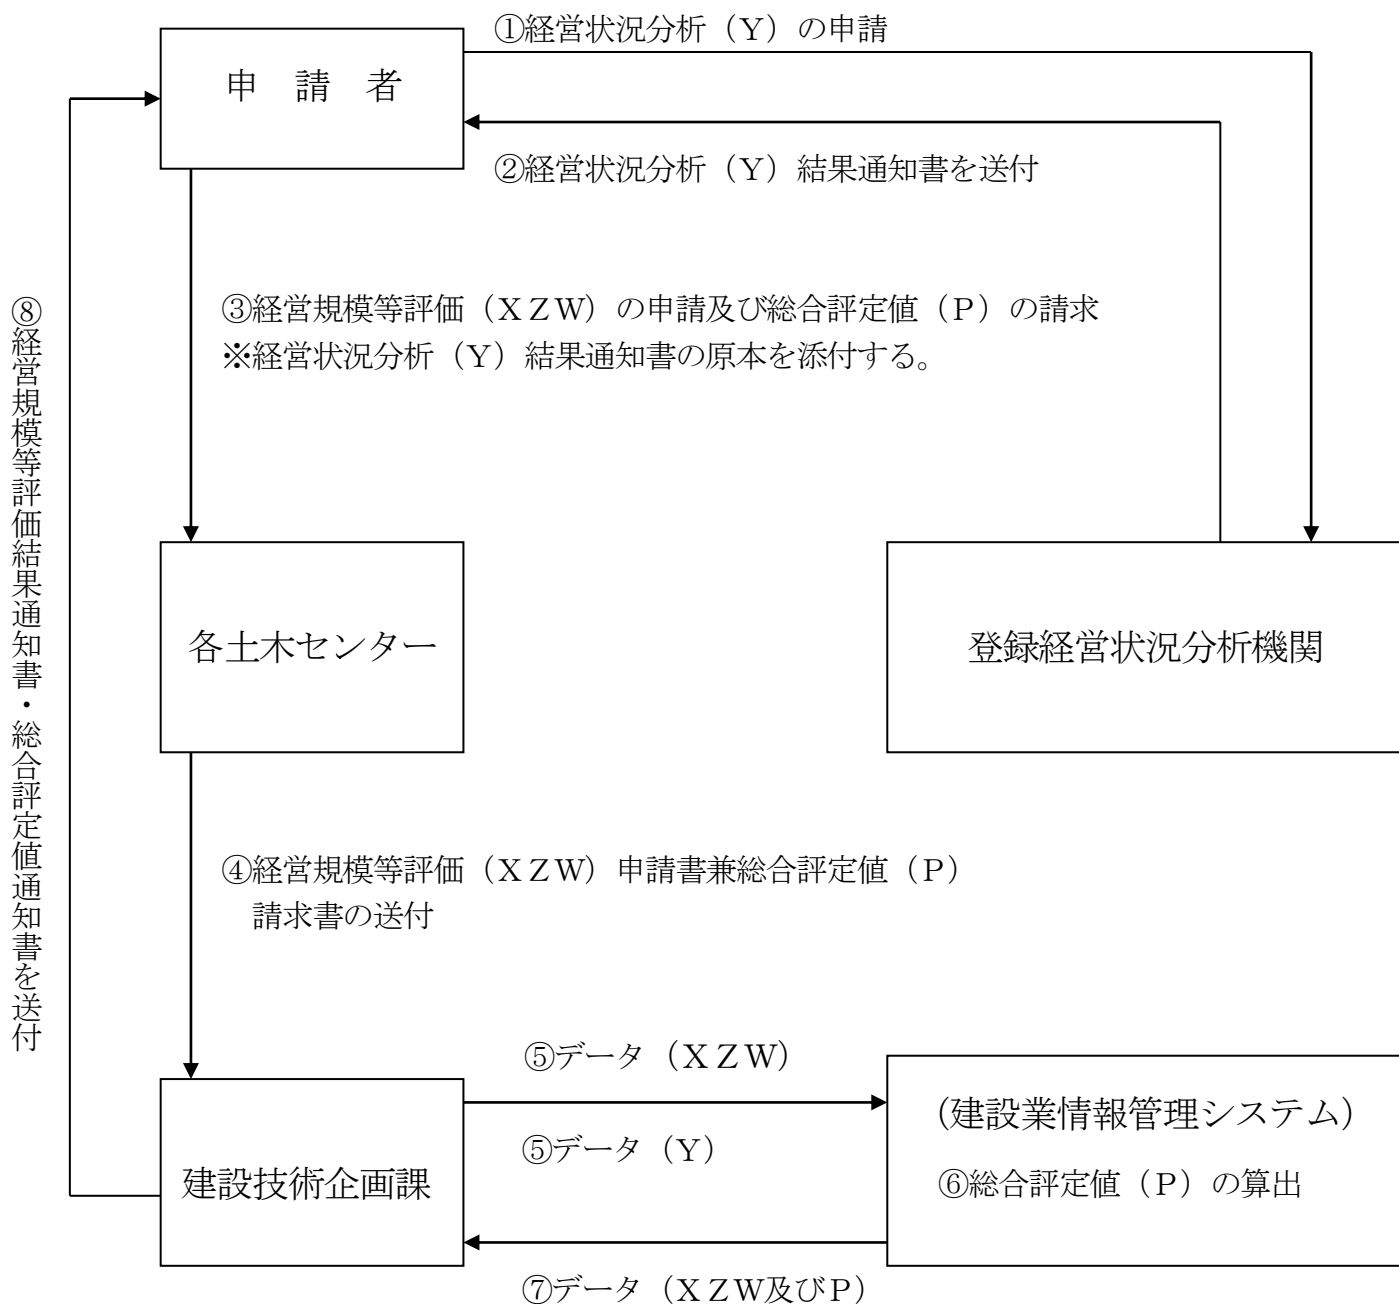 ①経営状況分析（Y）の申請
申　請　者
②経営状況分析（Y）結果通知書を送付
③経営規模等評価（XZW）の申請及び総合評定値（P）の請求
※経営状況分析（Y）結果通知書の原本を添付する。
⑧経営規模等評価結果通知書・総合評定値通知書を送付
各土木センター
登録経営状況分析機関
④経営規模等評価（XZW）申請書兼総合評定値（P）
請求書の送付
⑤データ（XZW）
(建設業情報管理システム)
⑤データ（Y）
建設技術企画課
⑥総合評定値（P）の算出
⑦データ（XZW及びP）